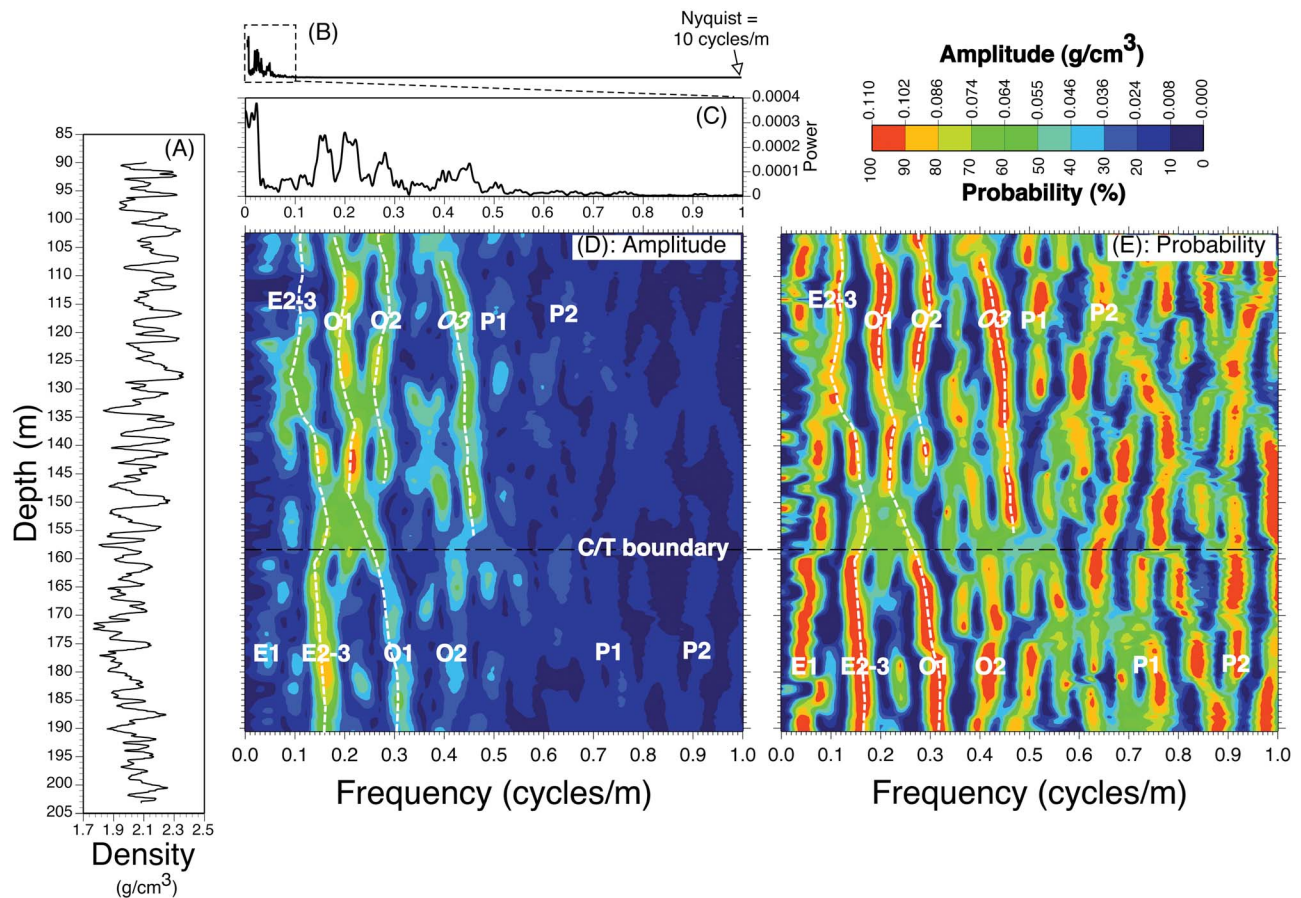 (B)
Nyquist =
10 cycles/m
Amplitude (g/cm3)
0.110 0.102 0.086 0.074 0.064 0.055 0.046 0.036 0.024 0.008 0.000
100 90 80 70 60 50 40 30 20 10 0
Probability (%)
(C)
0.0004
0.0003
0.0002
0.0001
0
Power
0 0.1 0.2 0.3 0.4 0.5 0.6 0.7 0.8 0.9 1
(A)
85
90
95
100
105
110
115
120
125
130
135
140
145
150
155
160
165
170
175
180
185
190
195
200
205
Depth (m)
1.7 1.9 2.1 2.3 2.5
Density
(g/cm3)
(D): Amplitude
E2-3 O1 O2 O3 P1 P2
C/T boundary
E1 E2-3 O1 O2 P1 P2
0.0 0.1 0.2 0.3 0.4 0.5 0.6 0.7 0.8 0.9 1.0
Frequency (cycles/m)
(E): Probability
E2-3 O1 O2 O3 P1 P2
E1 E2-3 O1 O2 P1 P2
0.0 0.1 0.2 0.3 0.4 0.5 0.6 0.7 0.8 0.9 1.0
Frequency (cycles/m)